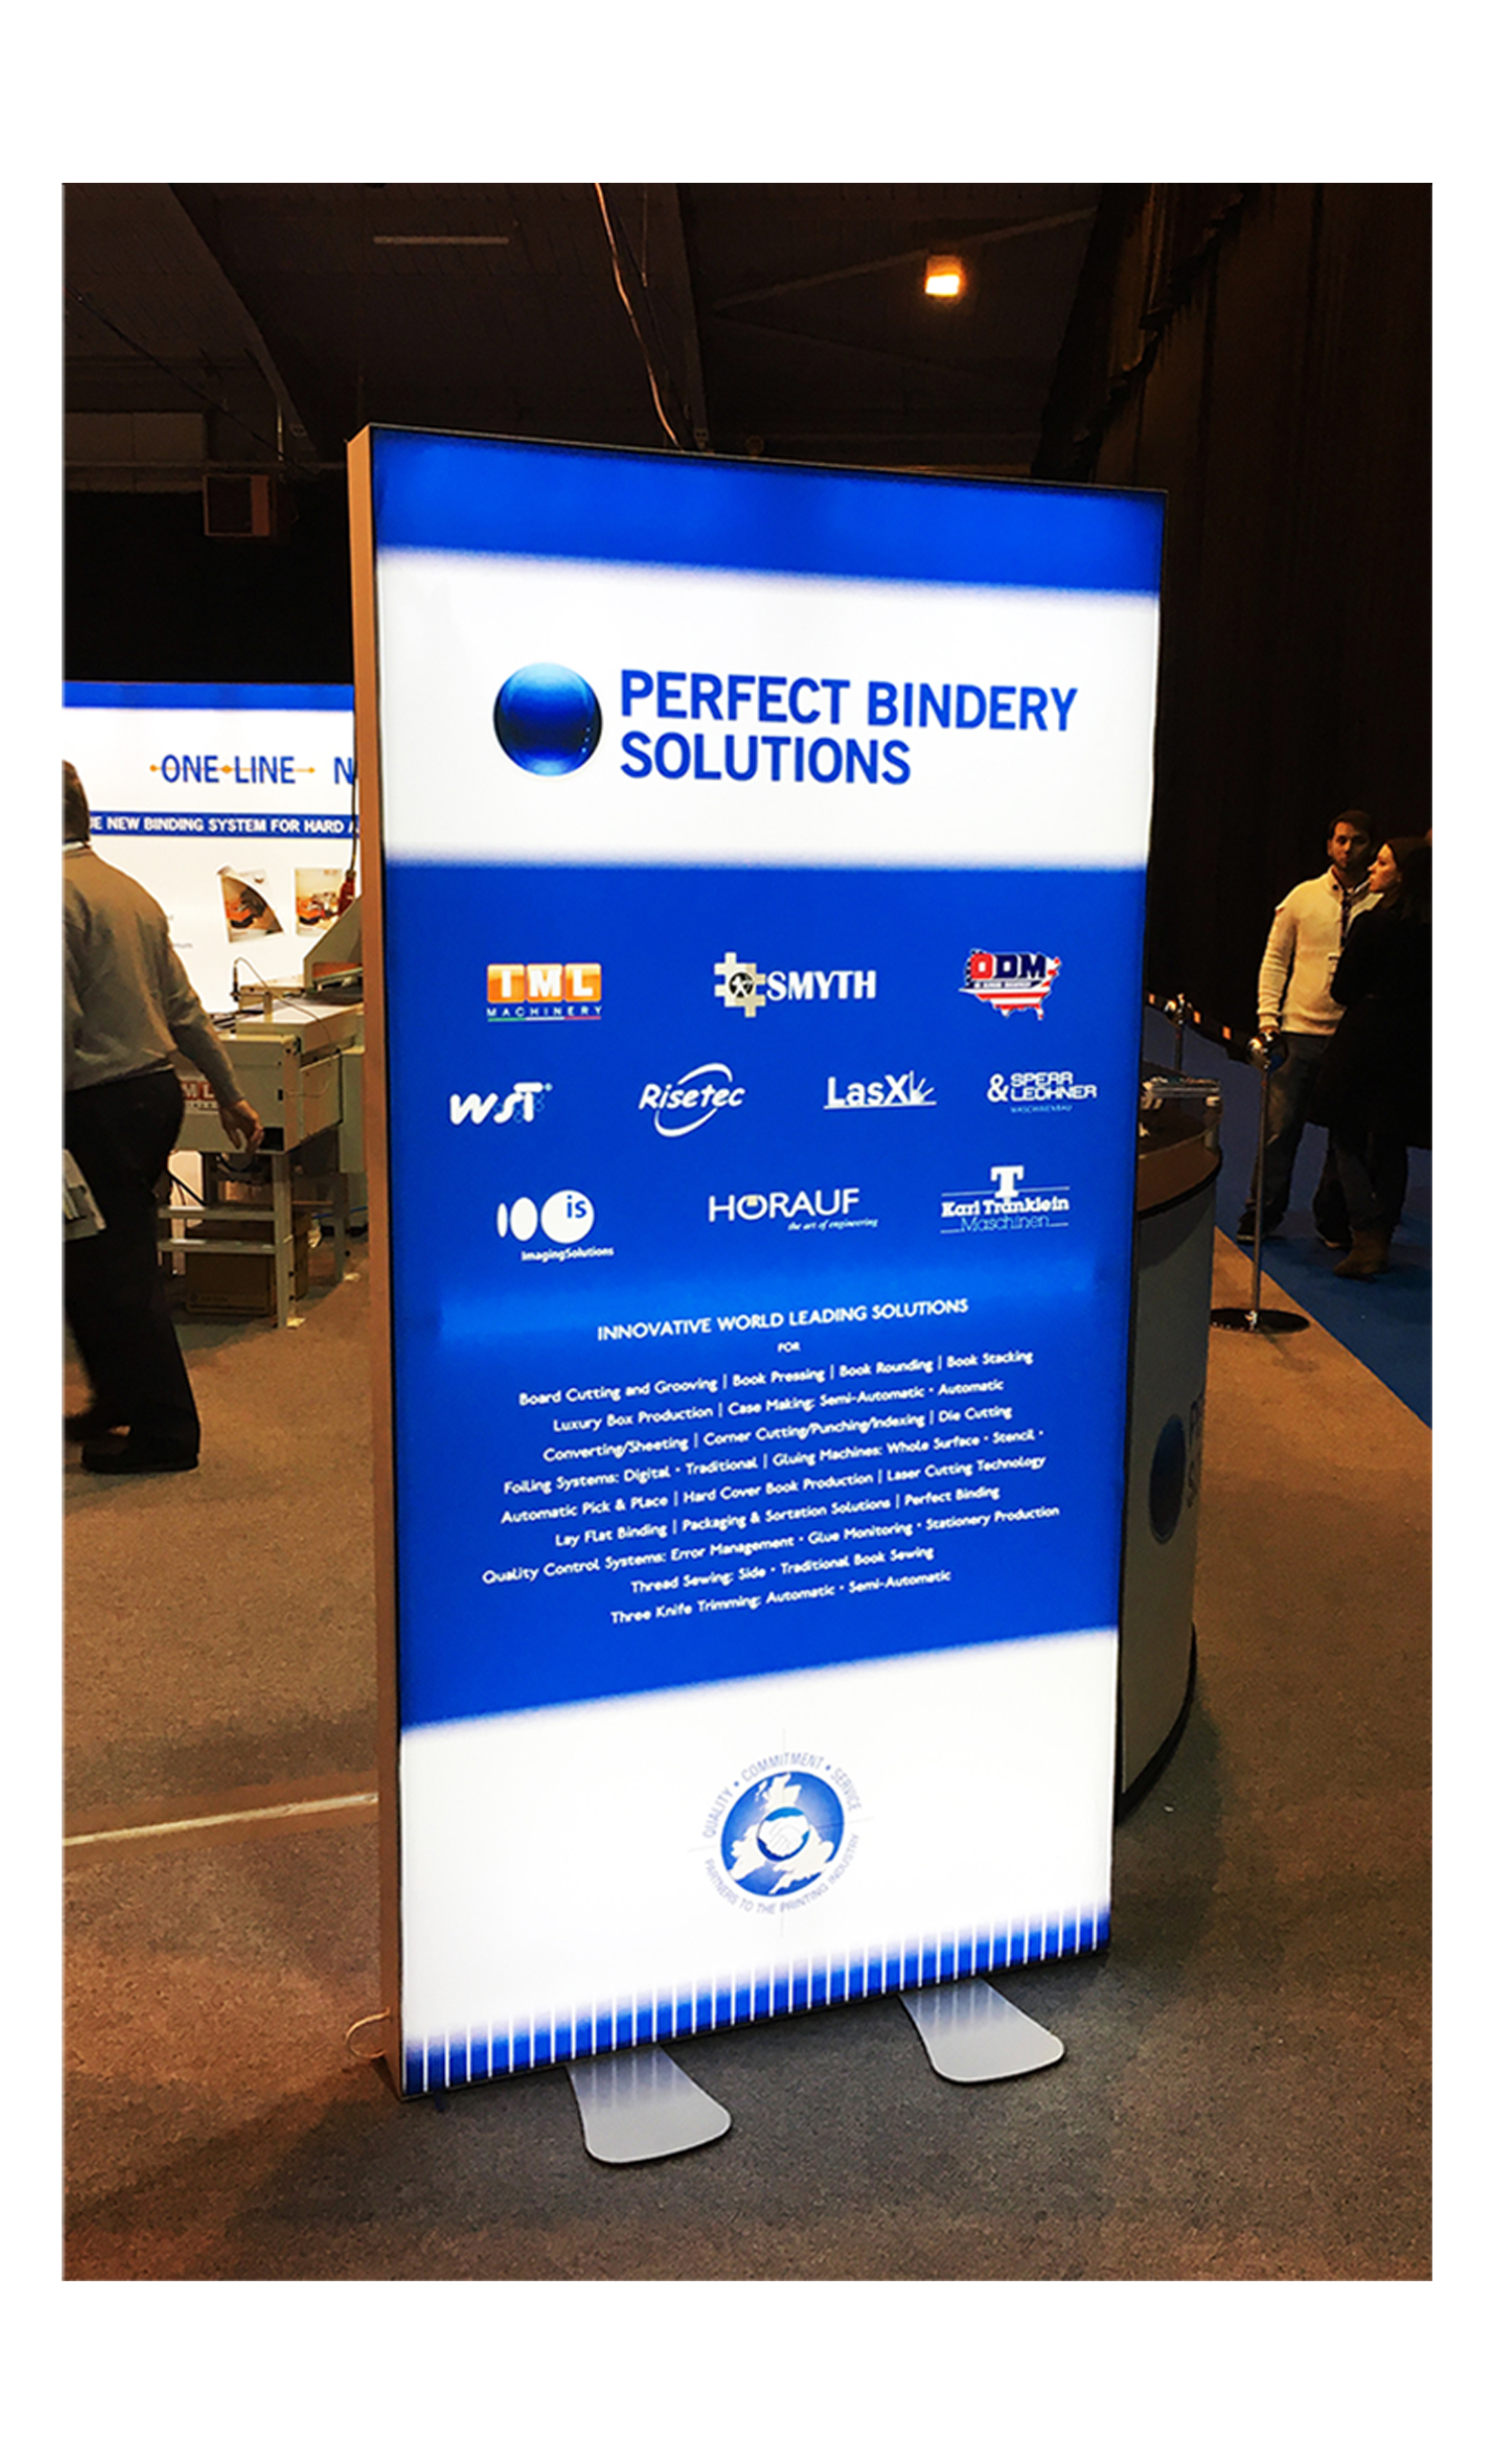 PERFECT BINDERY
SOLUTIONS
ONE LINE N
E NEW BINDING SYSTEM FOR HARD
TML
MACHINERY
SMYTH
ODM
WST
Risetec
LasX
& SPERR
LECHNER
MASCHINENBAU
is
ImagingSolutions
HÖRAUF
the art of engineering
T
Karl Tränklein
Maschinen
INNOVATIVE WORLD LEADING SOLUTIONS
FOR
Board Cutting and Grooving | Book Pressing | Book Rounding | Book Stacking
Luxury Box Production | Case Making: Semi-Automatic • Automatic
Converting/Sheeting | Corner Cutting/Punching/Indexing | Die Cutting
Foiling Systems: Digital • Traditional | Gluing Machines: Whole Surface • Stencil •
Automatic Pick & Place | Hard Cover Book Production | Laser Cutting Technology
Lay Flat Binding | Packaging & Sortation Solutions | Perfect Binding
Quality Control Systems: Error Management • Glue Monitoring • Stationery Production
Thread Sewing: Side • Traditional Book Sewing
Three Knife Trimming: Automatic • Semi-Automatic
QUALITY • COMMITMENT • SERVICE
PARTNERS TO THE PRINTING INDUSTRY